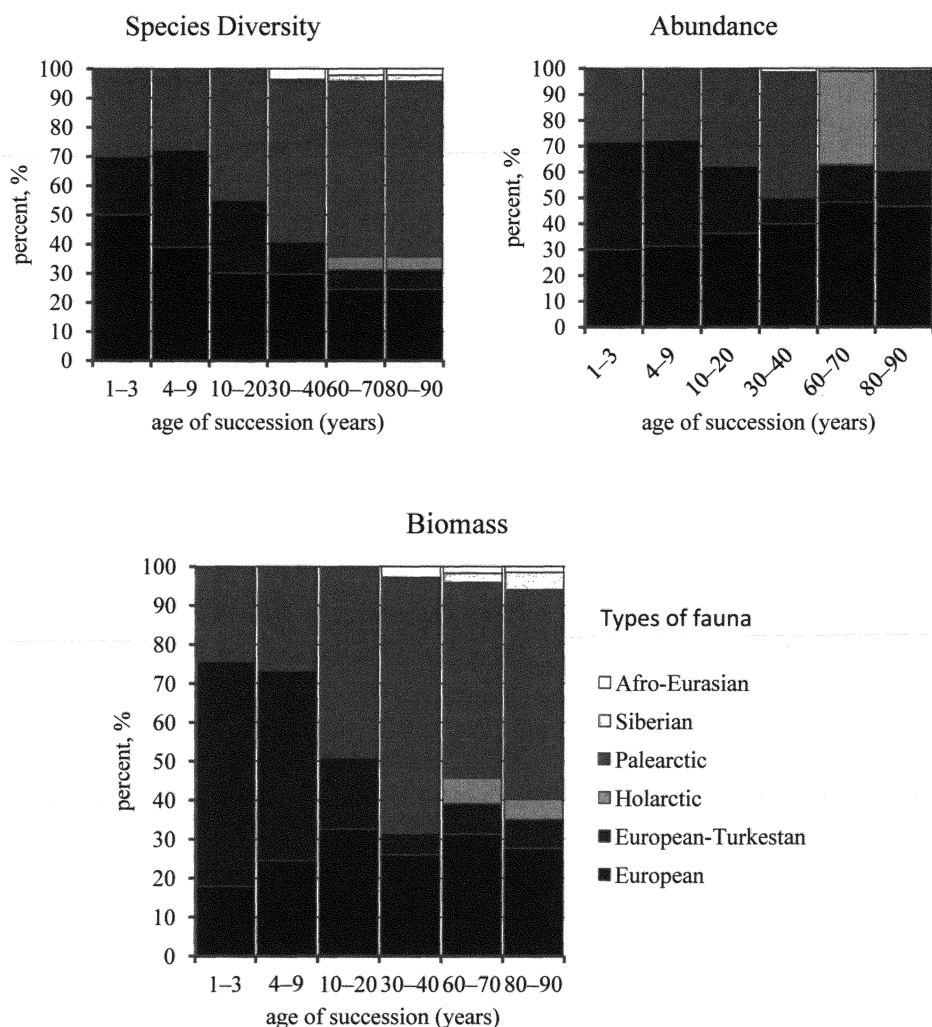 Species Diversity
100
90
80
70
60
50
40
30
20
10
0
percent, %
1–3 4–9 10–20 30–40 60–70 80–90
age of succession (years)
Abundance
100
90
80
70
60
50
40
30
20
10
0
percent, %
1–3 4–9 10–20 30–40 60–70 80–90
age of succession (years)
Biomass
100
90
80
70
60
50
40
30
20
10
0
percent, %
1–3 4–9 10–20 30–40 60–70 80–90
age of succession (years)
Types of fauna
Afro-Eurasian
Siberian
Palearctic
Holarctic
European-Turkestan
European